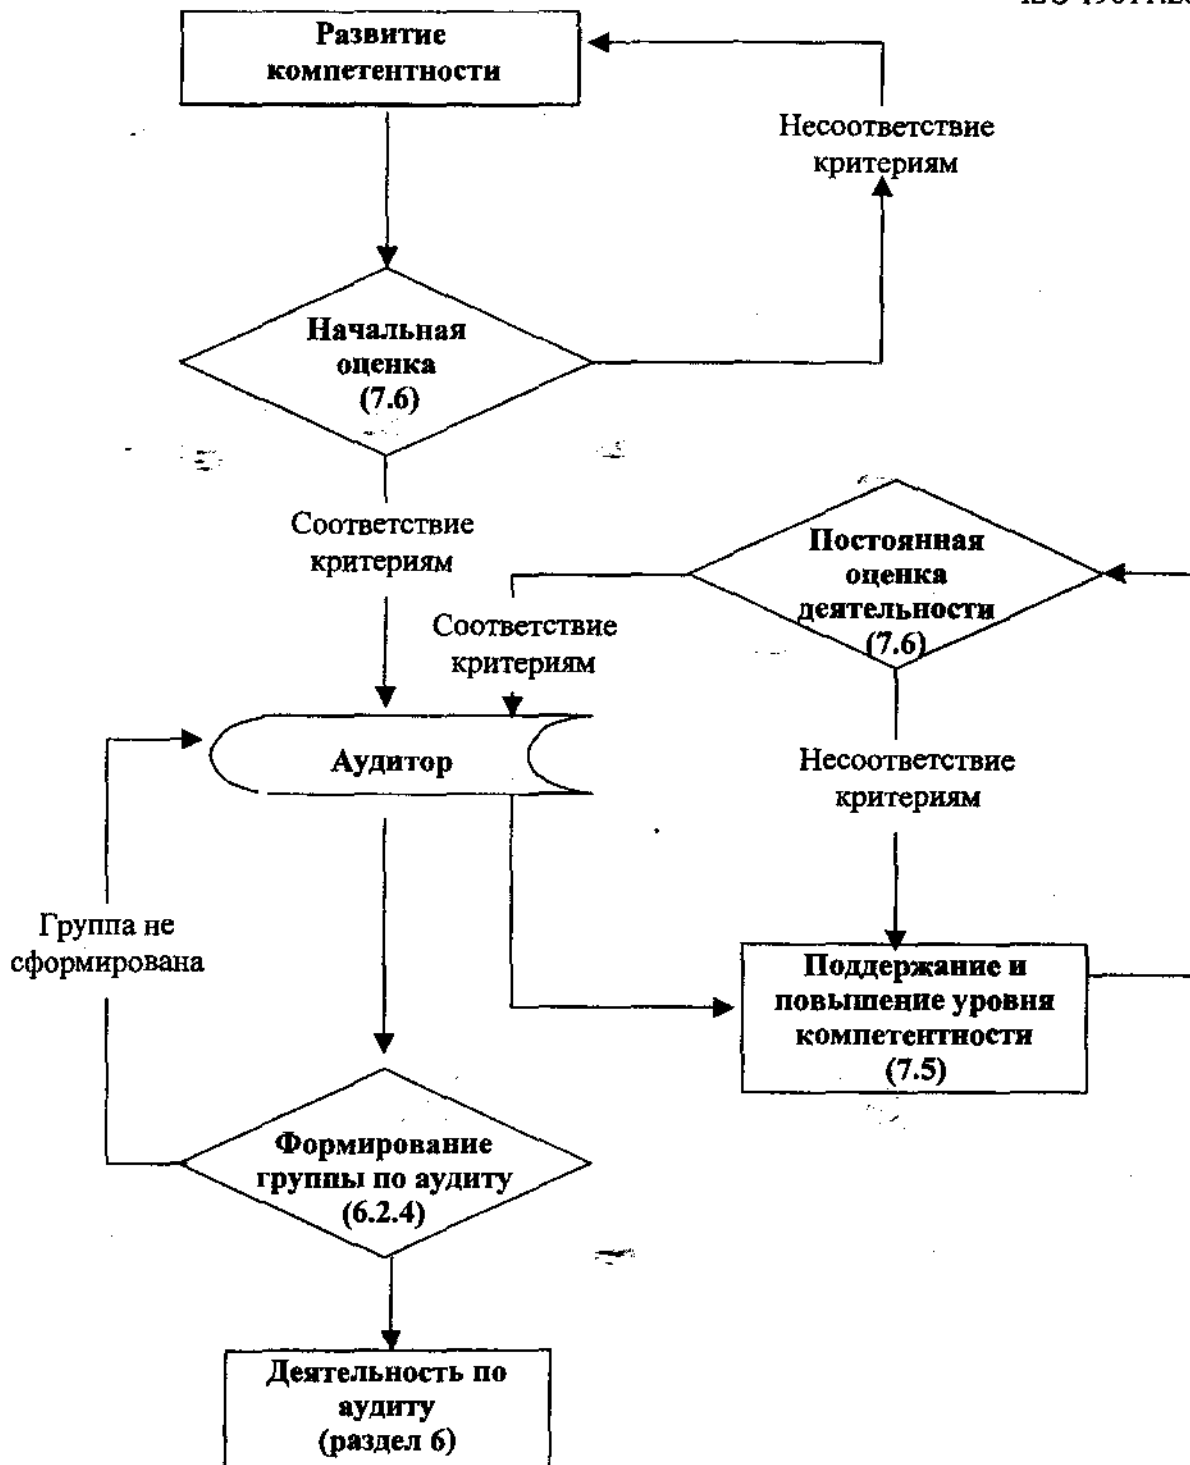 Развитие
компетентности
Несоответствие
критериям
Начальная
оценка
(7.6)
Соответствие
критериям
Постоянная
оценка
деятельности
(7.6)
Соответствие
критериям
Аудитор
Несоответствие
критериям
Группа не
сформирована
Поддержание и
повышение уровня
компетентности
(7.5)
Формирование
группы по аудиту
(6.2.4)
Деятельность по
аудиту
(раздел 6)